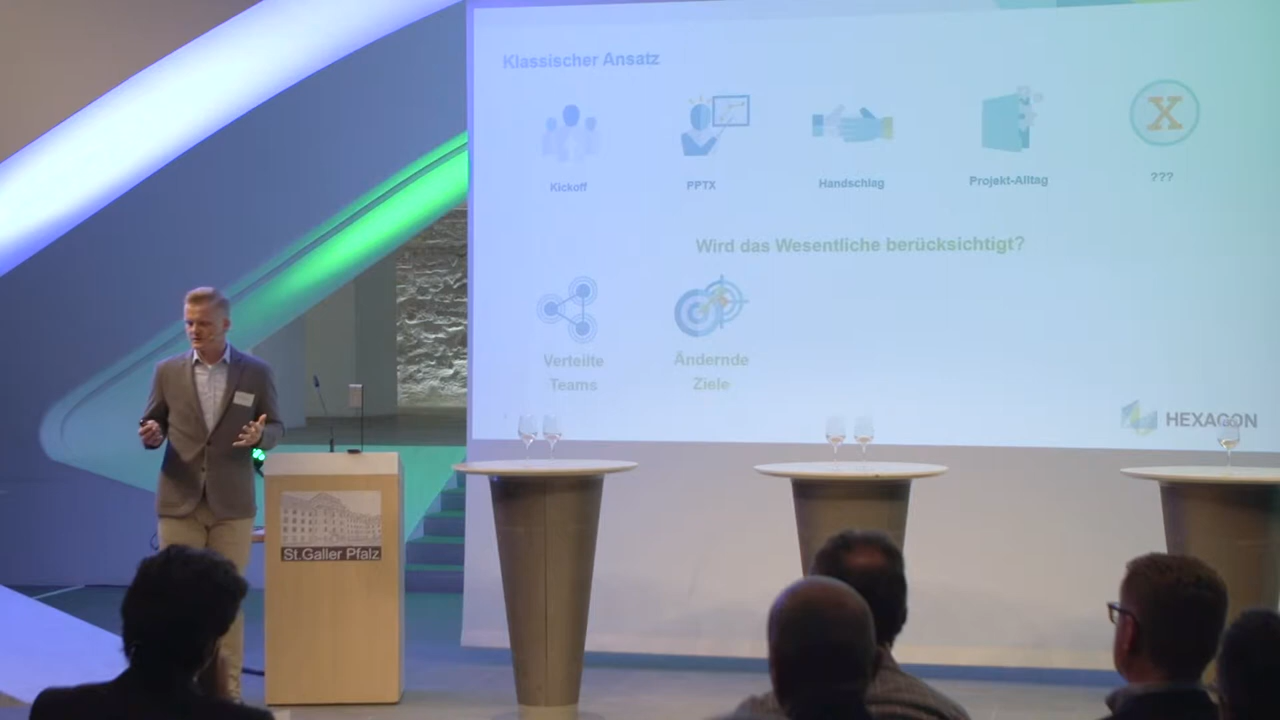 Klassischer Ansatz
Kickoff
PPTX
Handschlag
Projekt-Alltag
X
???
Wird das Wesentliche berücksichtigt?
Verteilte
Teams
Ändernde
Ziele
HEXAGON
St.Galler Pfalz